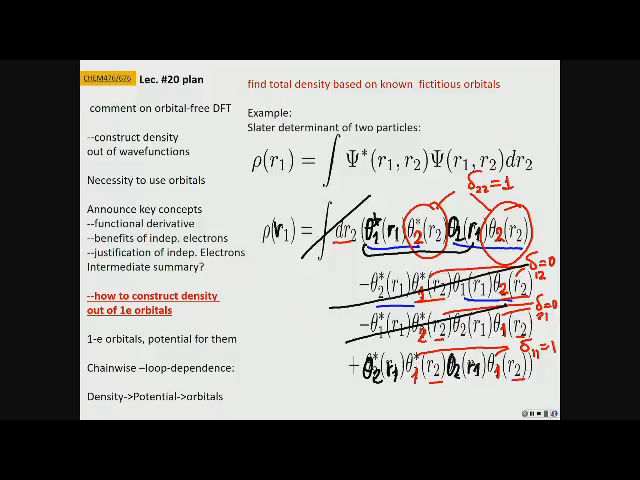 CHEM476/676
Lec. #20 plan
comment on orbital-free DFT
--construct density
out of wavefunctions
Necessity to use orbitals
Announce key concepts
--functional derivative
--benefits of indep. electrons
--justification of indep. Electrons
Intermediate summary?
--how to construct density
out of 1e orbitals
1-e orbitals, potential for them
Chainwise –loop-dependence:
Density->Potential->orbitals
find total density based on known fictitious orbitals
Example:
Slater determinant of two particles:
ρ(r₁) = ∫ Ψ*(r₁, r₂)Ψ(r₁, r₂)dr₂
δ₂₂=1
ρ(r₁) = ∫ dr₂ (θ₁*(r₁)θ₂*(r₂)θ₁(r₁)θ₂(r₂)
δ₁₂=0
−θ₂*(r₁)θ₁*(r₂)θ₁(r₁)θ₂(r₂)
δ₂₁=0
−θ₁*(r₁)θ₂*(r₂)θ₂(r₁)θ₁(r₂)
δ₁₁=1
+θ₂*(r₁)θ₁*(r₂)θ₂(r₁)θ₁(r₂))